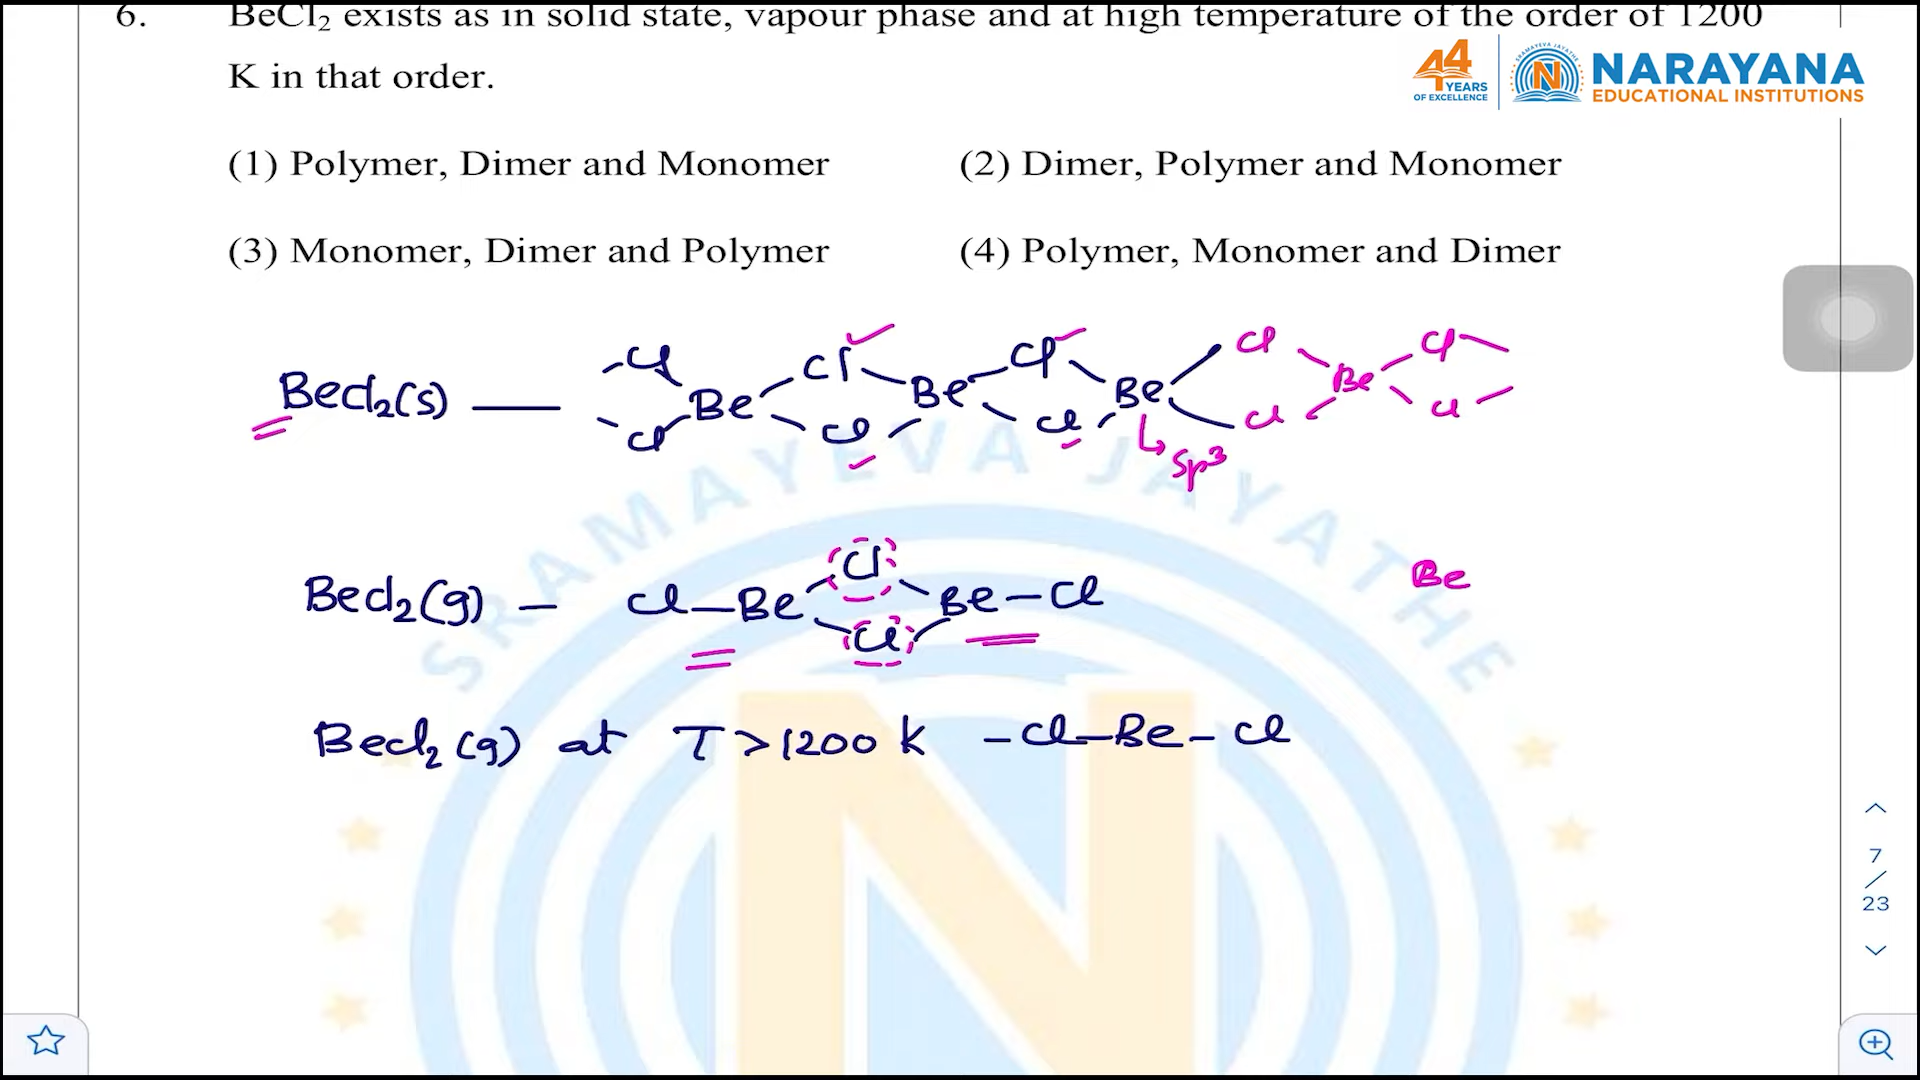 6. BeCl₂ exists as in solid state, vapour phase and at high temperature of the order of 1200
K in that order.
44 YEARS OF EXCELLENCE
SRAMAYEVA JAYATHE
N
NARAYANA
EDUCATIONAL INSTITUTIONS
(1) Polymer, Dimer and Monomer (2) Dimer, Polymer and Monomer
(3) Monomer, Dimer and Polymer (4) Polymer, Monomer and Dimer
Cl Cl Cl Cl Cl
BeCl₂(s) — Be Be Be Be
Cl Cl Cl Cl Cl
Sp³
SRAMAYEVA JAYATHE
Cl
BeCl₂(g) — Cl—Be Be—Cl
Cl
Be
BeCl₂(g) at T > 1200 K - Cl—Be-Cl
N
7
/
23